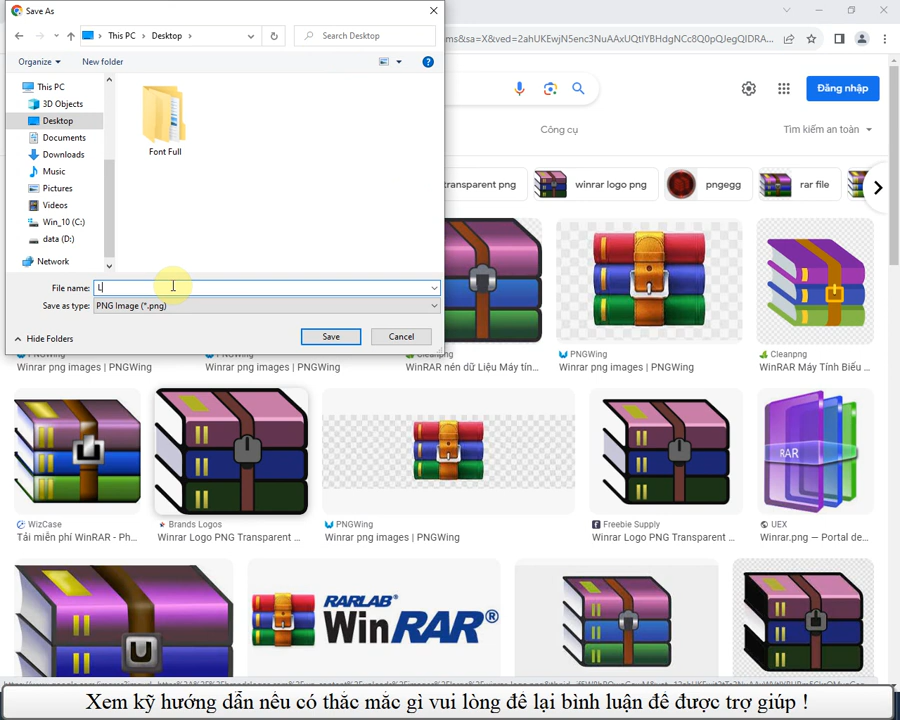 Save As
This PC
Desktop
Search Desktop
Organize
New folder
This PC
3D Objects
Desktop
Documents
Downloads
Music
Pictures
Videos
Win_10 (C:)
data (D:)
Network
Font Full
File name:
L
Save as type:
PNG Image (*.png)
Hide Folders
Save
Cancel
Đăng nhập
Công cụ
Tìm kiếm an toàn
transparent png
winrar logo png
pngegg
rar file
PNGWing
Winrar png images | PNGWing
PNGWing
Winrar png images | PNGWing
Cleanpng
WinRAR nén dữ Liệu Máy tín...
PNGWing
Winrar png images | PNGWing
Cleanpng
WinRAR Máy Tính Biểu ...
RAR
WizCase
Tải miễn phí WinRAR - Ph...
Brands Logos
Winrar Logo PNG Transparent ...
PNGWing
Winrar png images | PNGWing
Freebie Supply
Winrar Logo PNG Transparent ...
UEX
Winrar.png — Portal de...
RARLAB®
WinRAR®
Xem kỹ hướng dẫn nều có thắc mắc gì vui lòng đê lại bình luận đê được trợ giúp !